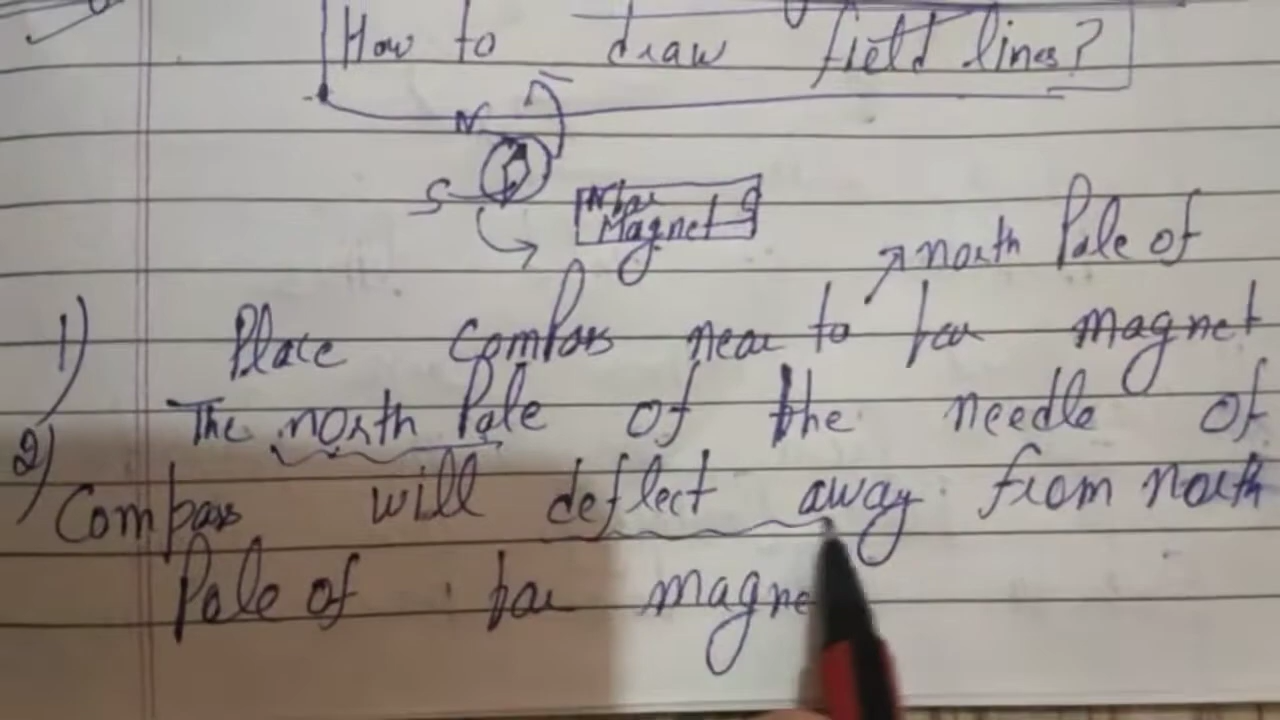 How to draw field lines?
N
S
N bar S
Magnet
north Pole of
1) Place compass near to bar magnet
2) The north Pole of the needle of
Compass will deflect away from north
Pole of bar magne